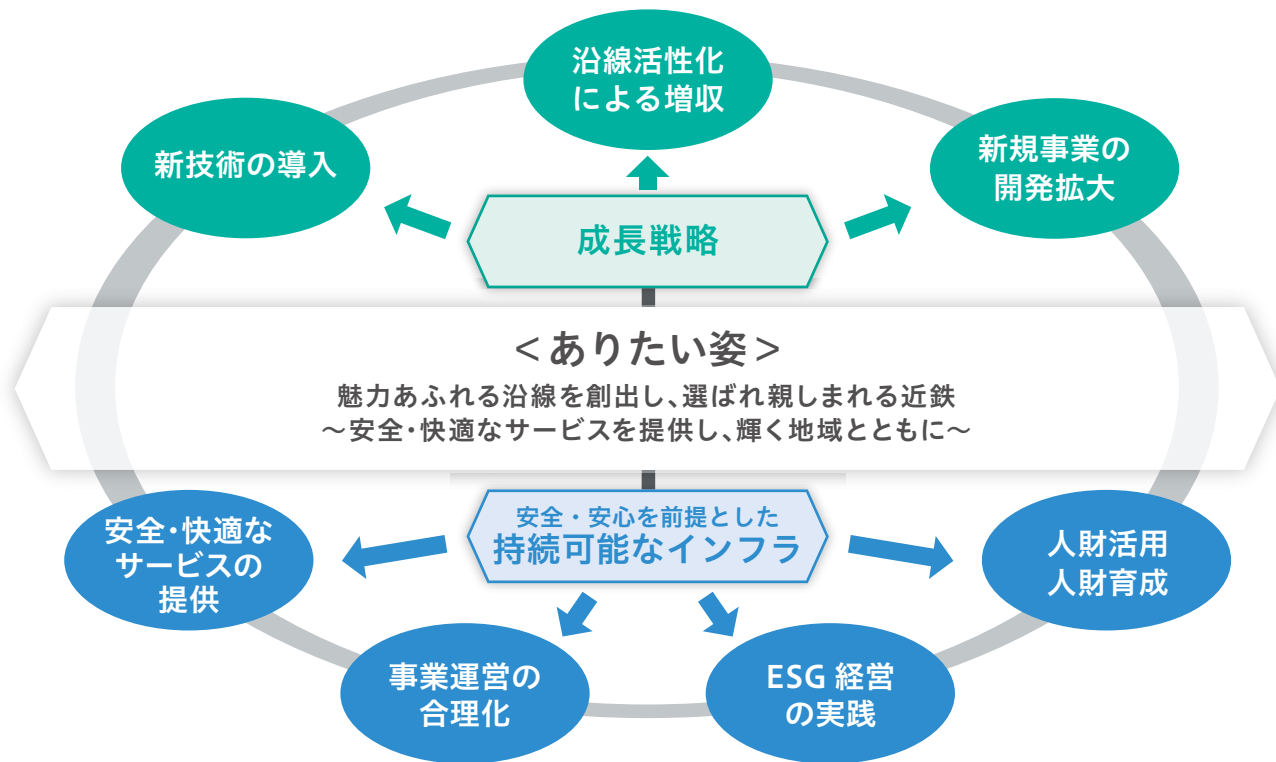 沿線活性化
による増収
新技術の導入
新規事業の
開発拡大
成長戦略
＜ありたい姿＞
魅力あふれる沿線を創出し、選ばれ親しまれる近鉄
～安全・快適なサービスを提供し、輝く地域とともに～
安全・安心を前提とした
持続可能なインフラ
安全・快適な
サービスの
提供
人財活用
人財育成
事業運営の
合理化
ESG 経営
の実践